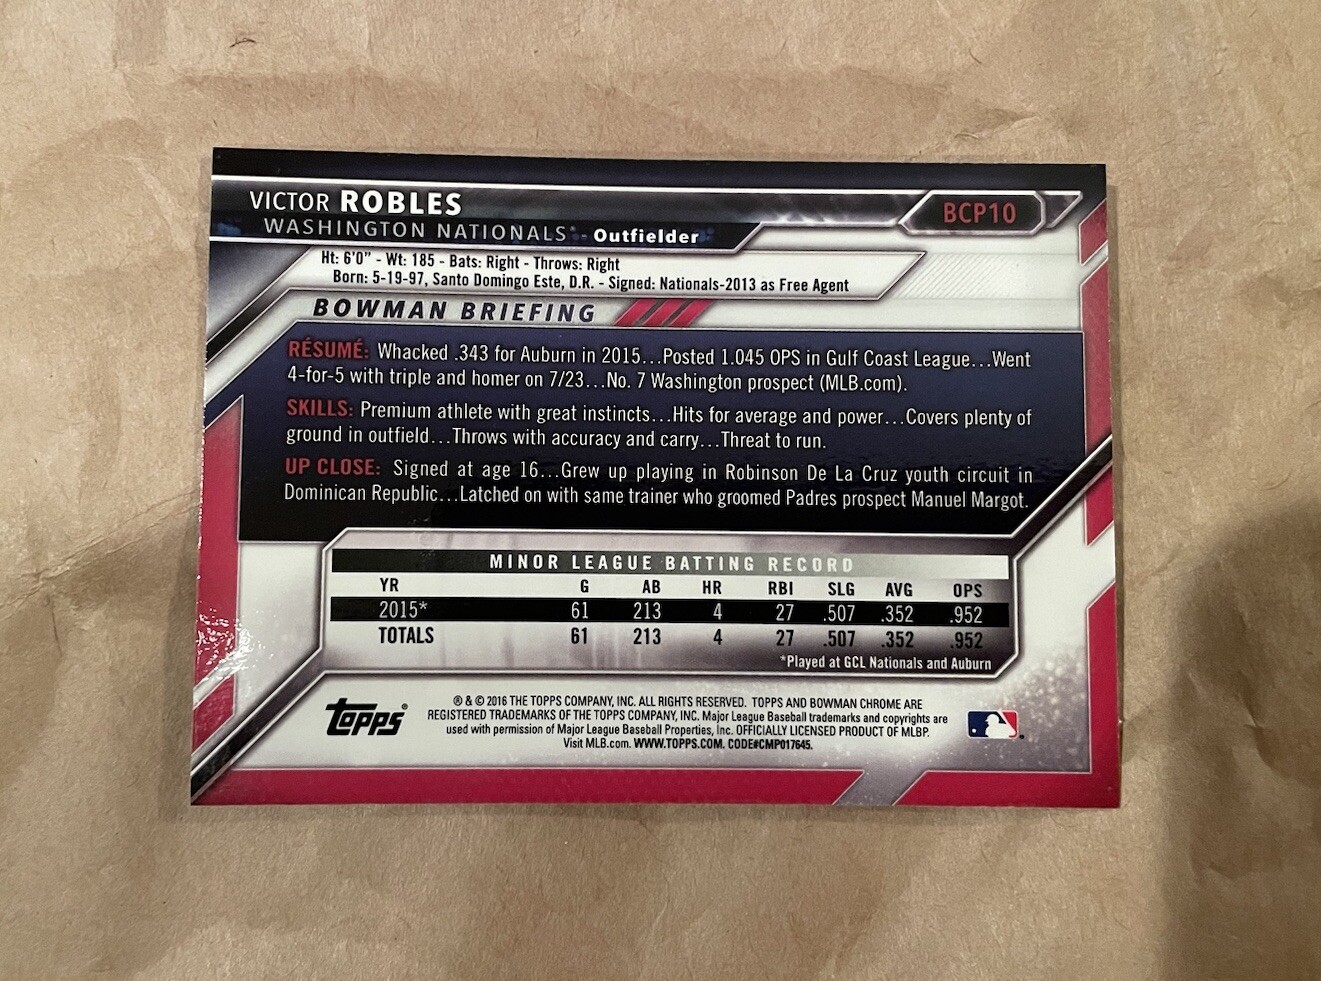 VICTOR ROBLES
BCP10
WASHINGTON NATIONALS® - Outfielder
Ht: 6'0" - Wt: 185 - Bats: Right - Throws: Right
Born: 5-19-97, Santo Domingo Este, D.R. - Signed: Nationals-2013 as Free Agent
BOWMAN BRIEFING
RÉSUMÉ: Whacked .343 for Auburn in 2015...Posted 1.045 OPS in Gulf Coast League...Went
4-for-5 with triple and homer on 7/23...No. 7 Washington prospect (MLB.com).
SKILLS: Premium athlete with great instincts...Hits for average and power...Covers plenty of
ground in outfield...Throws with accuracy and carry...Threat to run.
UP CLOSE: Signed at age 16...Grew up playing in Robinson De La Cruz youth circuit in
Dominican Republic...Latched on with same trainer who groomed Padres prospect Manuel Margot.
MINOR LEAGUE BATTING RECORD
YR G AB HR RBI SLG AVG OPS
2015* 61 213 4 27 .507 .352 .952
TOTALS 61 213 4 27 .507 .352 .952
*Played at GCL Nationals and Auburn
topps®
® & © 2016 THE TOPPS COMPANY, INC. ALL RIGHTS RESERVED. TOPPS AND BOWMAN CHROME ARE
REGISTERED TRADEMARKS OF THE TOPPS COMPANY, INC. Major League Baseball trademarks and copyrights are
used with permission of Major League Baseball Properties, Inc. OFFICIALLY LICENSED PRODUCT OF MLBP.
Visit MLB.com. WWW.TOPPS.COM. CODE#CMP017645.